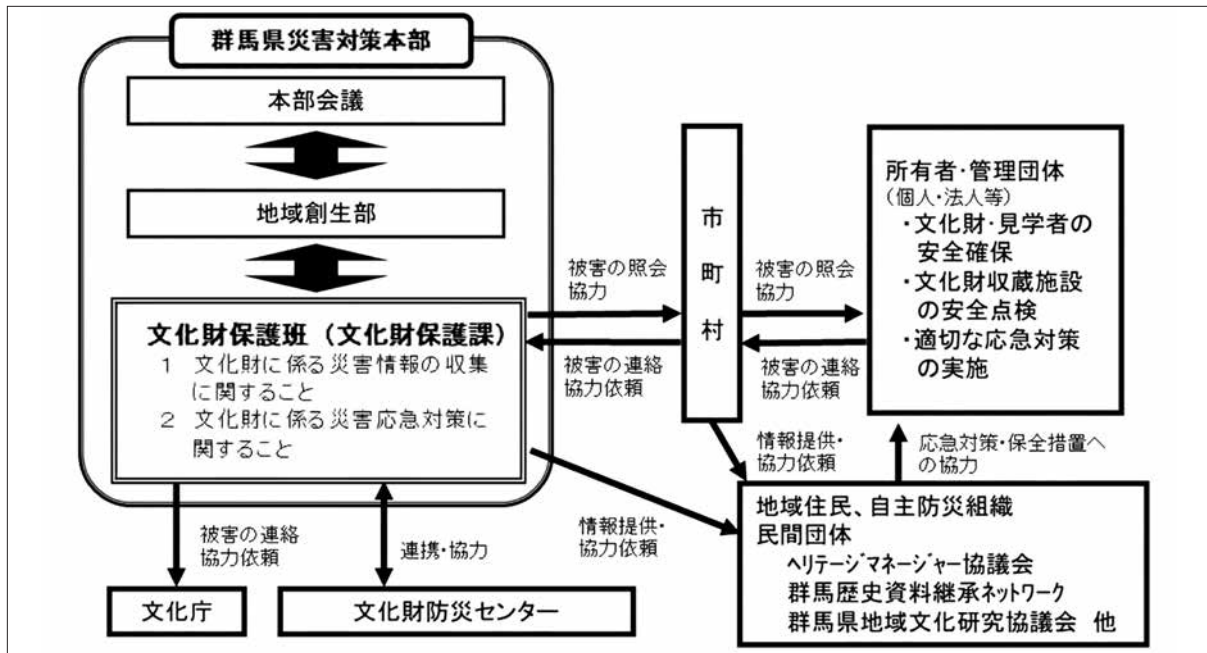 群馬県災害対策本部
本部会議
地域創生部
文化財保護班（文化財保護課）
1 文化財に係る災害情報の収集
に関すること
2 文化財に係る災害応急対策に
関すること
被害の照会
協力
被害の連絡
協力依頼
市
町
村
被害の照会
協力
被害の連絡
協力依頼
所有者・管理団体
（個人・法人等）
・文化財・見学者の
安全確保
・文化財収蔵施設
の安全点検
・適切な応急対策
の実施
情報提供・
協力依頼
応急対策・保全措置へ
の協力
被害の連絡
協力依頼
連携・協力
情報提供・
協力依頼
文化庁
文化財防災センター
地域住民、自主防災組織
民間団体
ヘリテージマネージャー協議会
群馬歴史資料継承ネットワーク
群馬県地域文化研究協議会 他